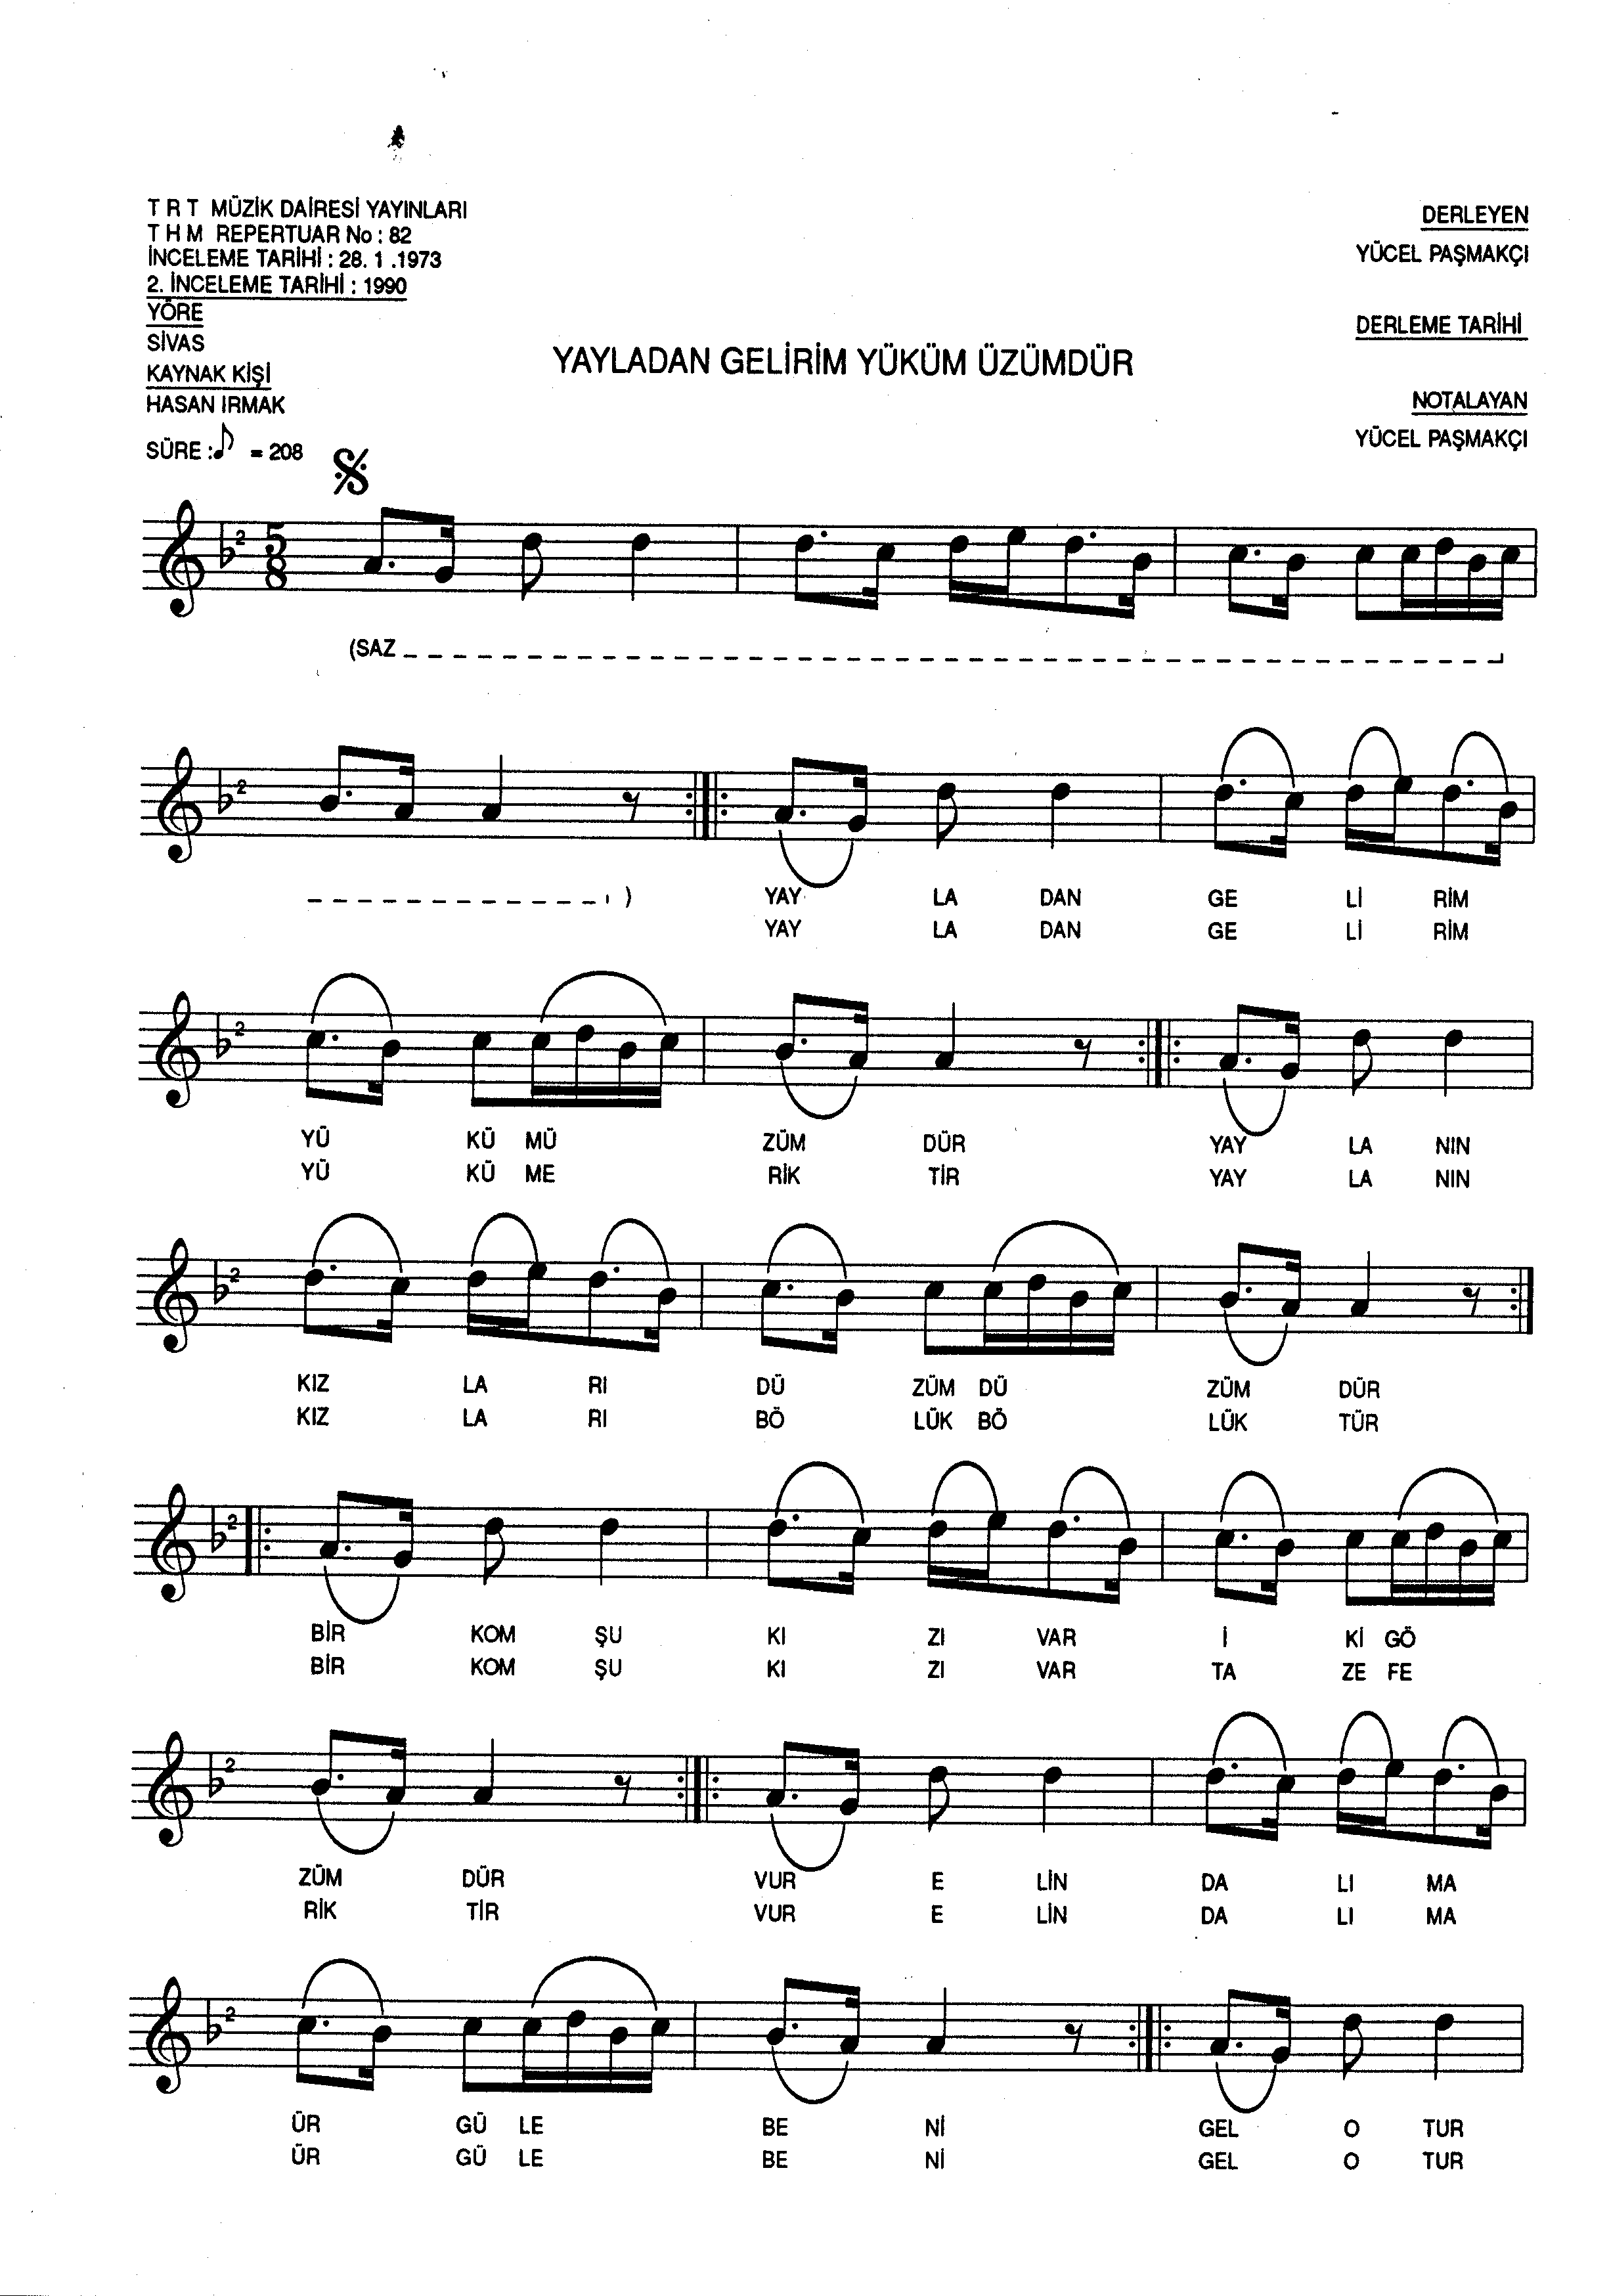 T R T MÜZİK DAİRESİ YAYINLARI
T H M REPERTUAR No : 82
İNCELEME TARİHİ : 28. 1 .1973
2. İNCELEME TARİHİ : 1990
YÖRE
SİVAS
KAYNAK KİŞİ
HASAN IRMAK
SÜRE : = 208
DERLEYEN
YÜCEL PAŞMAKÇI
DERLEME TARİHİ
NOTALAYAN
YÜCEL PAŞMAKÇI
YAYLADAN GELİRİM YÜKÜM ÜZÜMDÜR
2 5 8
(SAZ
2
)
YAY LA DAN GE Lİ RİM
YAY LA DAN GE Lİ RİM
2
YÜ KÜ MÜ ZÜM DÜR YAY LA NIN
YÜ KÜ ME RİK TİR YAY LA NIN
2
KIZ LA RI DÜ ZÜM DÜ ZÜM DÜR
KIZ LA RI BÖ LÜK BÖ LÜK TÜR
2
BİR KOM ŞU KI ZI VAR İ Kİ GÖ
BİR KOM ŞU KI ZI VAR TA ZE FE
2
ZÜM DÜR VUR E LİN DA LI MA
RİK TİR VUR E LİN DA LI MA
2
ÜR GÜ LE BE Nİ GEL O TUR
ÜR GÜ LE BE Nİ GEL O TUR